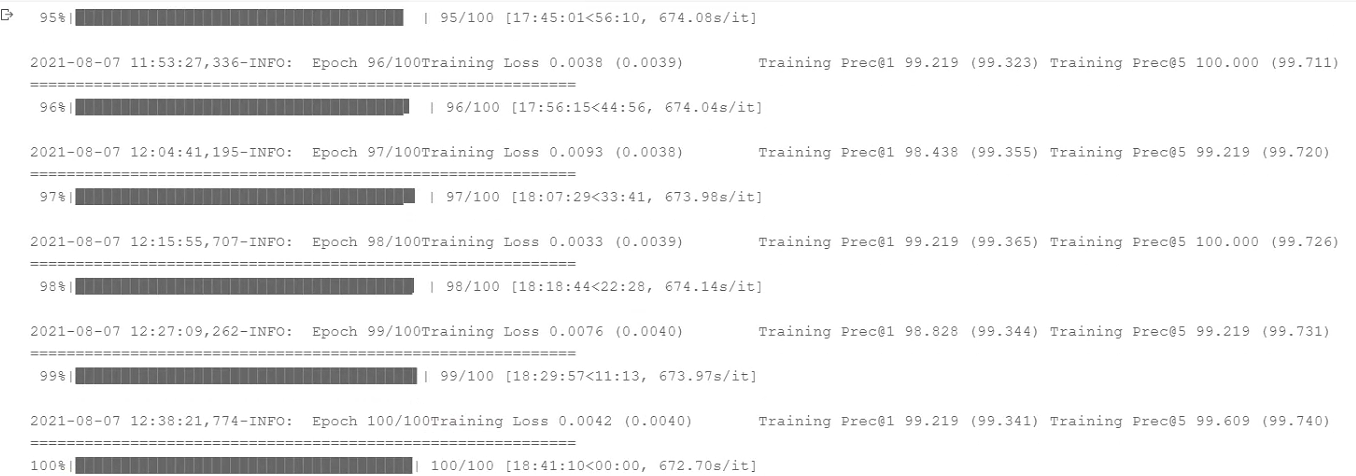 95%|██████████████████████████████████████ | 95/100 [17:45:01<56:10, 674.08s/it]
2021-08-07 11:53:27,336-INFO: Epoch 96/100Training Loss 0.0038 (0.0039) Training Prec@1 99.219 (99.323) Training Prec@5 100.000 (99.711)
============================================================
96%|██████████████████████████████████████▍ | 96/100 [17:56:15<44:56, 674.04s/it]
2021-08-07 12:04:41,195-INFO: Epoch 97/100Training Loss 0.0093 (0.0038) Training Prec@1 98.438 (99.355) Training Prec@5 99.219 (99.720)
============================================================
97%|██████████████████████████████████████▊ | 97/100 [18:07:29<33:41, 673.98s/it]
2021-08-07 12:15:55,707-INFO: Epoch 98/100Training Loss 0.0033 (0.0039) Training Prec@1 99.219 (99.365) Training Prec@5 100.000 (99.726)
============================================================
98%|███████████████████████████████████████▏| 98/100 [18:18:44<22:28, 674.14s/it]
2021-08-07 12:27:09,262-INFO: Epoch 99/100Training Loss 0.0076 (0.0040) Training Prec@1 98.828 (99.344) Training Prec@5 99.219 (99.731)
============================================================
99%|███████████████████████████████████████▌| 99/100 [18:29:57<11:13, 673.97s/it]
2021-08-07 12:38:21,774-INFO: Epoch 100/100Training Loss 0.0042 (0.0040) Training Prec@1 99.219 (99.341) Training Prec@5 99.609 (99.740)
============================================================
100%|███████████████████████████████████████| 100/100 [18:41:10<00:00, 672.70s/it]